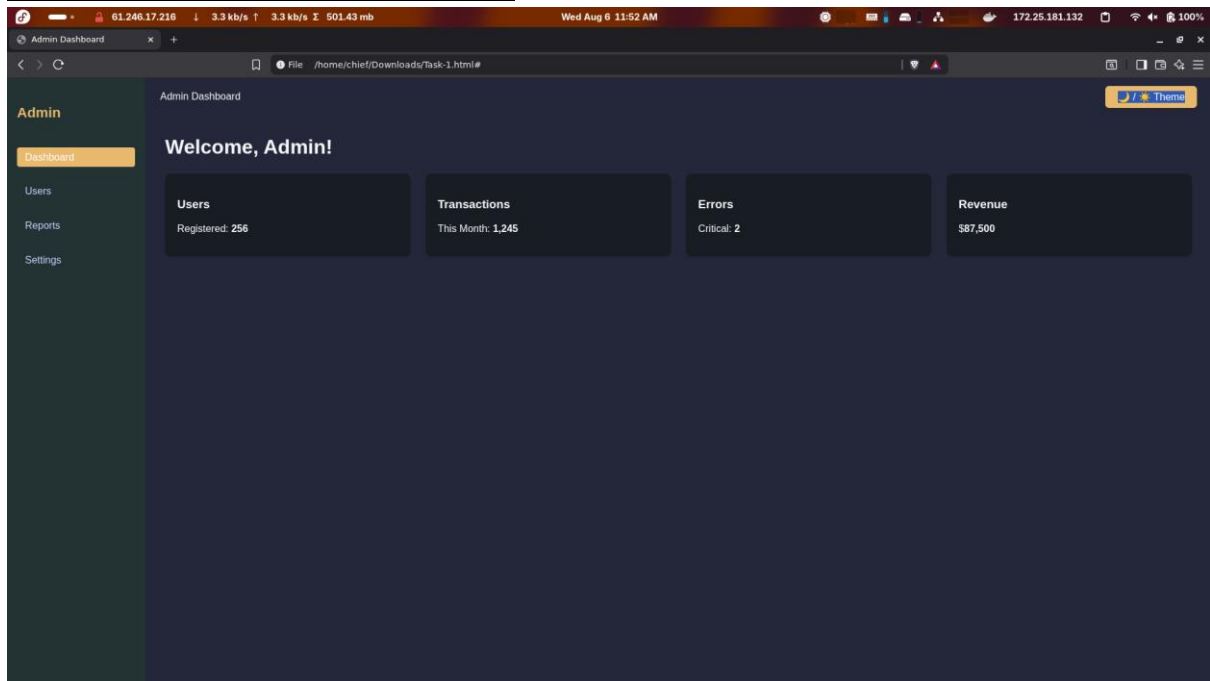 61.246.17.216 ↓ 3.3 kb/s ↑ 3.3 kb/s Σ 501.43 mb Wed Aug 6 11:52 AM 172.25.181.132 100%
Admin Dashboard × +
File /home/chief/Downloads/Task-1.html#
Admin Dashboard 🌙 / ☀️ Theme
Admin
Dashboard
Users
Reports
Settings
Welcome, Admin!
Users
Registered: 256
Transactions
This Month: 1,245
Errors
Critical: 2
Revenue
$87,500